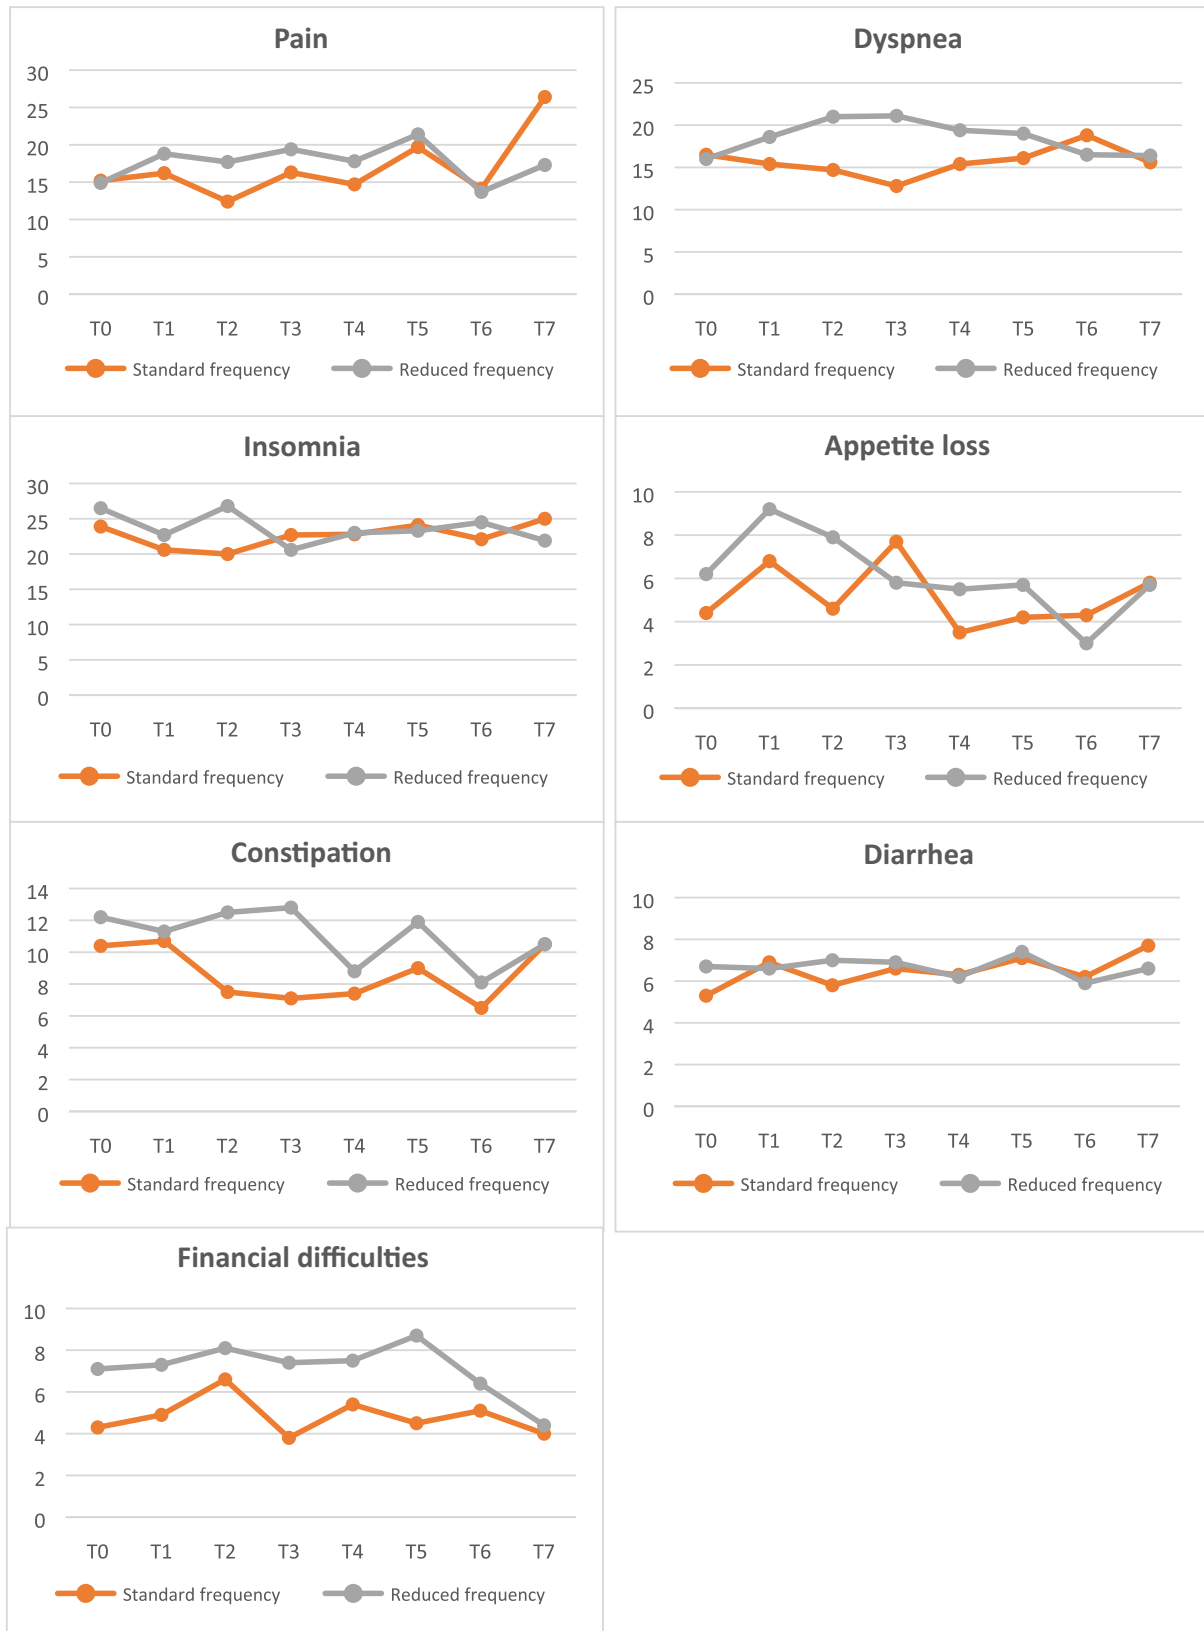 Pain
30
25
20
15
10
5
0
T0 T1 T2 T3 T4 T5 T6 T7
Standard frequency Reduced frequency
Dyspnea
25
20
15
10
5
0
T0 T1 T2 T3 T4 T5 T6 T7
Standard frequency Reduced frequency
Insomnia
30
25
20
15
10
5
0
T0 T1 T2 T3 T4 T5 T6 T7
Standard frequency Reduced frequency
Appetite loss
10
8
6
4
2
0
T0 T1 T2 T3 T4 T5 T6 T7
Standard frequency Reduced frequency
Constipation
14
12
10
8
6
4
2
0
T0 T1 T2 T3 T4 T5 T6 T7
Standard frequency Reduced frequency
Diarrhea
10
8
6
4
2
0
T0 T1 T2 T3 T4 T5 T6 T7
Standard frequency Reduced frequency
Financial difficulties
10
8
6
4
2
0
T0 T1 T2 T3 T4 T5 T6 T7
Standard frequency Reduced frequency